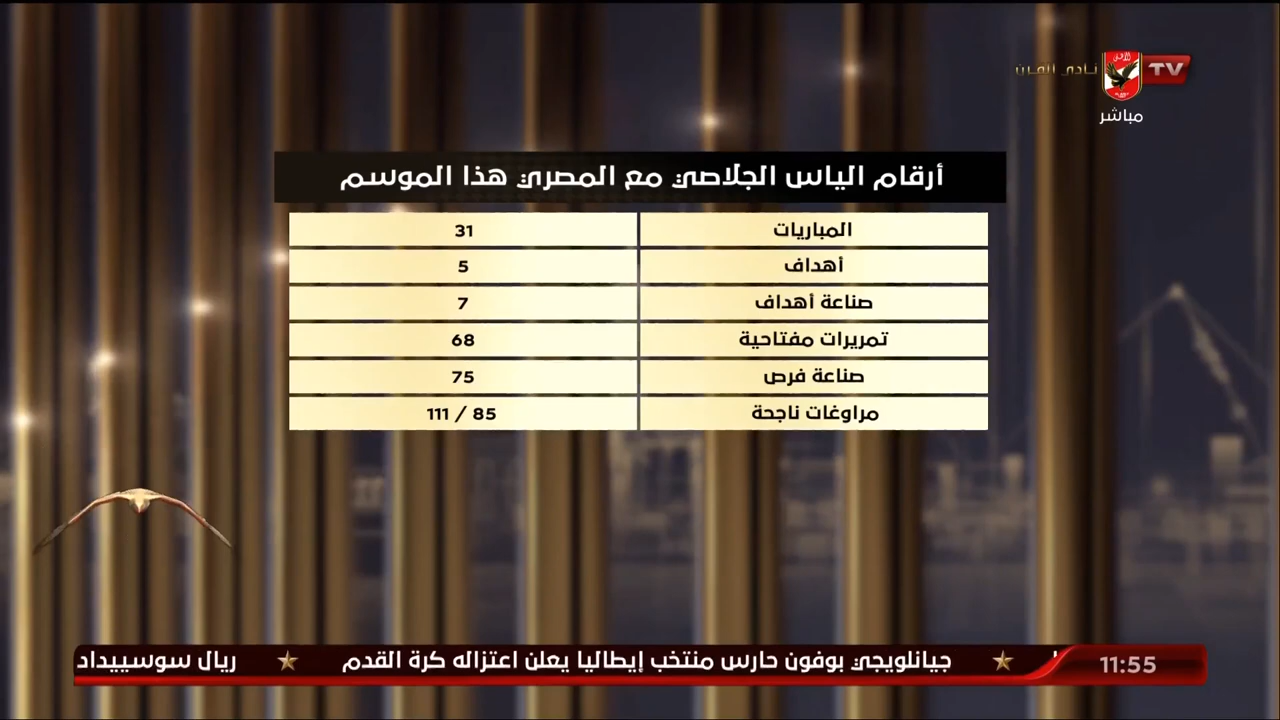 نادي القرن
TV
مباشر
أرقام الياس الجلاصي مع المصري هذا الموسم
المباريات 31
أهداف 5
صناعة أهداف 7
تمريرات مفتاحية 68
صناعة فرص 75
مراوغات ناجحة 85 / 111
11:55
جيانلويجي بوفون حارس منتخب إيطاليا يعلن اعتزاله كرة القدم ريال سوسييداد